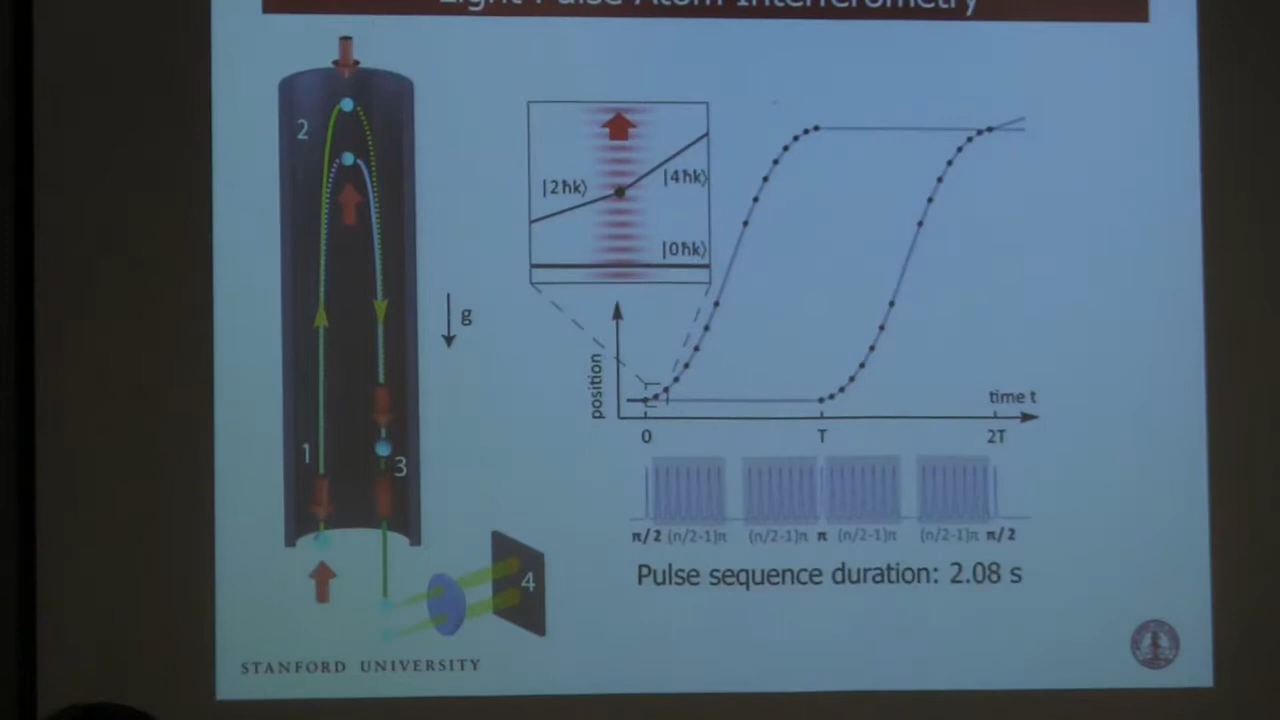 Light Pulse Atom Interferometry
2
|2ħk⟩
|4ħk⟩
|0ħk⟩
g
position
time t
0
T
2T
1
3
π/2 (n/2-1)π (n/2-1)π π (n/2-1)π (n/2-1)π π/2
4
Pulse sequence duration: 2.08 s
STANFORD UNIVERSITY